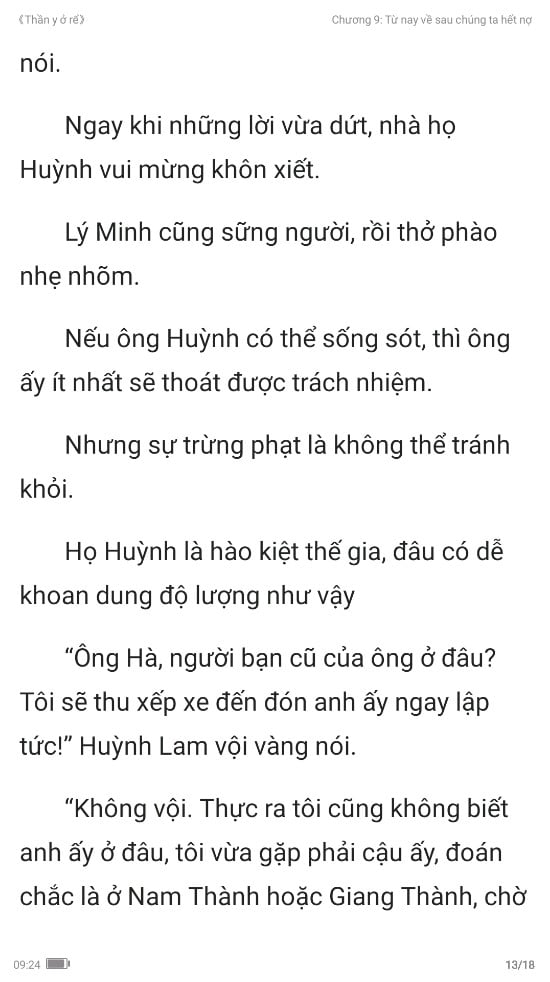 《Thần y ở rể》
Chương 9: Từ nay về sau chúng ta hết nợ
nói.
Ngay khi những lời vừa dứt, nhà họ
Huỳnh vui mừng khôn xiết.
Lý Minh cũng sững người, rồi thở phào
nhẹ nhõm.
Nếu ông Huỳnh có thể sống sót, thì ông
ấy ít nhất sẽ thoát được trách nhiệm.
Nhưng sự trừng phạt là không thể tránh
khỏi.
Họ Huỳnh là hào kiệt thế gia, đâu có dễ
khoan dung độ lượng như vậy
“Ông Hà, người bạn cũ của ông ở đâu?
Tôi sẽ thu xếp xe đến đón anh ấy ngay lập
tức!” Huỳnh Lam vội vàng nói.
“Không vội. Thực ra tôi cũng không biết
anh ấy ở đâu, tôi vừa gặp phải cậu ấy, đoán
chắc là ở Nam Thành hoặc Giang Thành, chờ
09:24
13/18